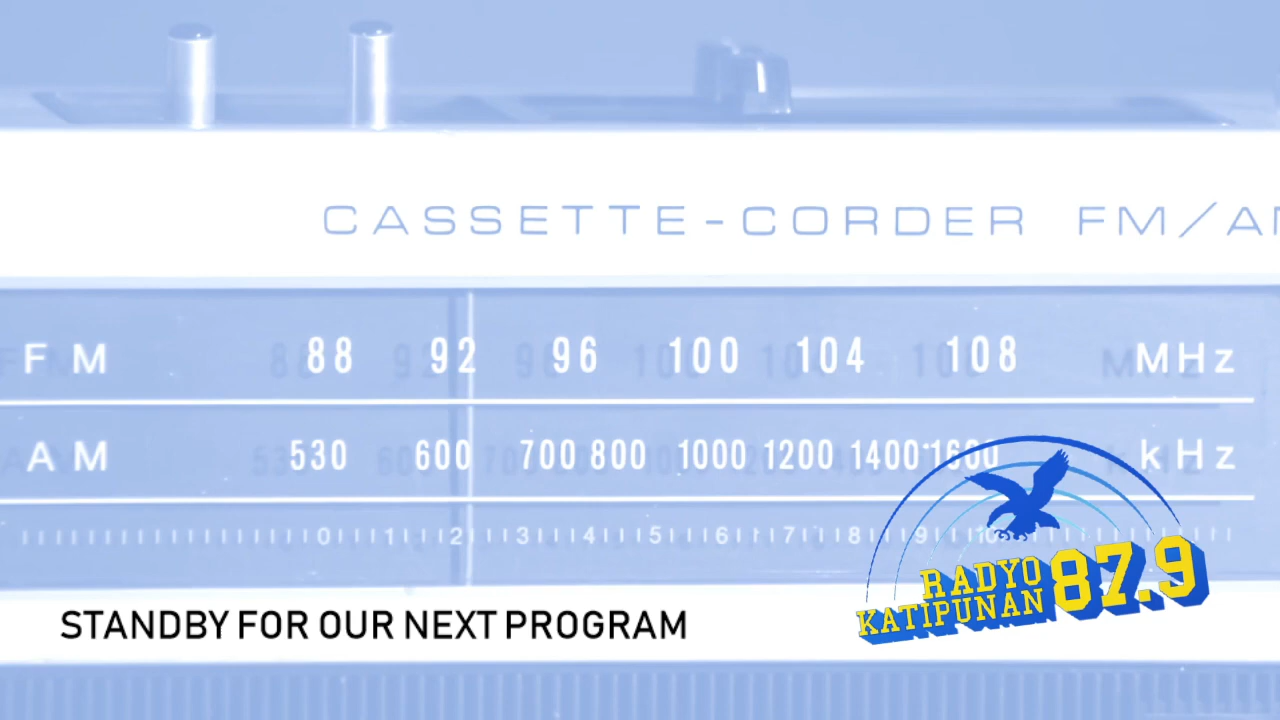 CASSETTE-CORDER FM/AM
FM 88 92 96 100 104 108 MHz
AM 530 600 700 800 1000 1200 1400 1600 kHz
0 1 2 3 4 5 6 7 8 9 10
RADYO
KATIPUNAN 87.9
STANDBY FOR OUR NEXT PROGRAM